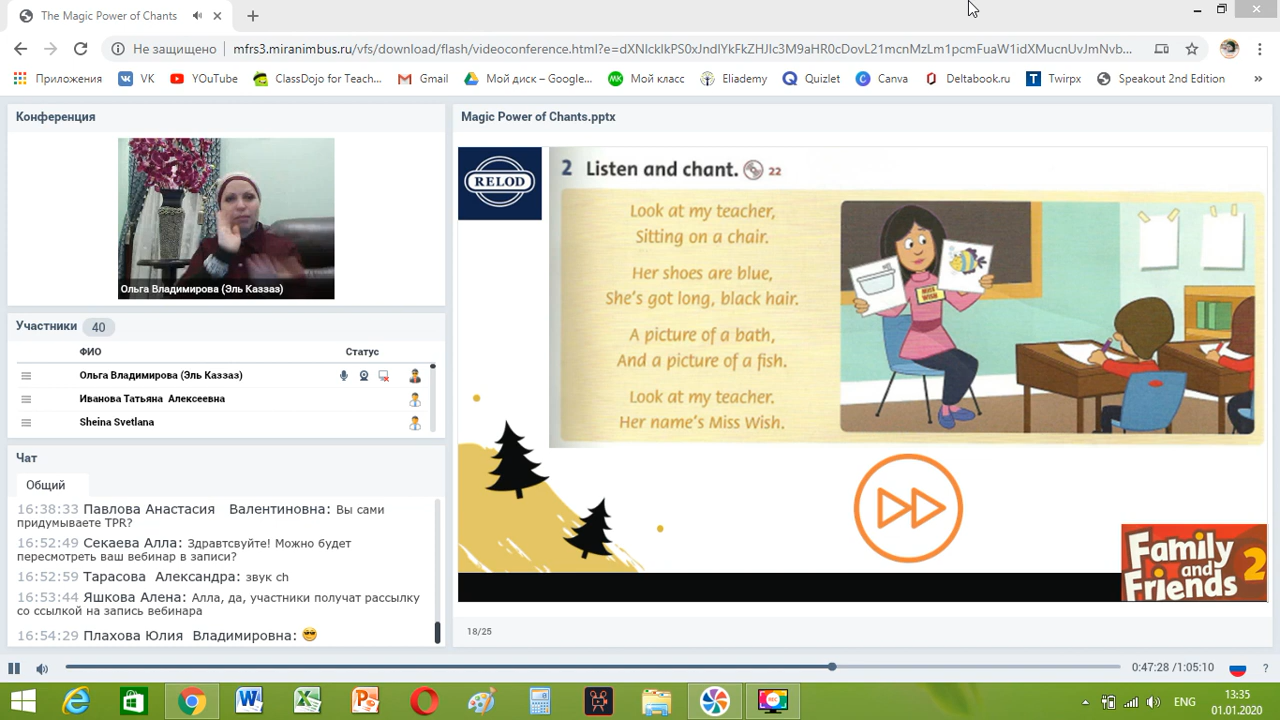 The Magic Power of Chants
Не защищено
mfrs3.miranimbus.ru/vfs/download/flash/videoconference.html?e=dXNlcklkPS0xJndlYkFkZHJlc3M9aHR0cDovL21mcnMzLm1pcmFuaW1idXMucnUvJmNvb...
Приложения
VK
YOuTube
ClassDojo for Teach...
Gmail
Мой диск – Google...
Мой класс
Eliademy
Quizlet
Canva
Deltabook.ru
Twirpx
Speakout 2nd Edition
Конференция
Ольга Владимирова (Эль Каззаз)
Участники 40
ФИО Статус
Ольга Владимирова (Эль Каззаз)
Иванова Татьяна Алексеевна
Sheina Svetlana
Чат
Общий
16:38:33 Павлова Анастасия Валентиновна: Вы сами
придумываете TPR?
16:52:49 Секаева Алла: Здравтсвуйте! Можно будет
пересмотреть ваш вебинар в записи?
16:52:59 Тарасова Александра: звук ch
16:53:44 Яшкова Алена: Алла, да, участники получат рассылку
со ссылкой на запись вебинара
16:54:29 Плахова Юлия Владимировна:
Magic Power of Chants.pptx
RELOD
2 Listen and chant. 22
Look at my teacher,
Sitting on a chair.
Her shoes are blue,
She's got long, black hair.
A picture of a bath,
And a picture of a fish.
Look at my teacher.
Her name's Miss Wish.
MISS
WISH
Family
and
Friends 2
18/25
0:47:28 /1:05:10
?
ENG
13:35
01.01.2020